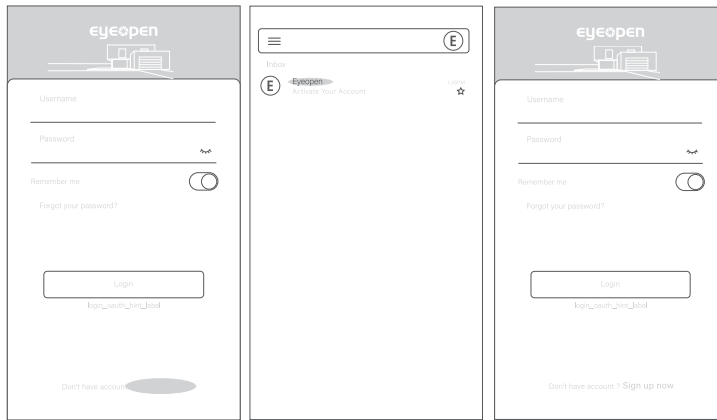 eyeopen
Username
Password
Remember me
Forgot your password?
Login
login_oauth_hint_label
Don't have accoun
E
Inbox
E
Eyeopen
Activate Your Account
eyeopen
Username
Password
Remember me
Forgot your password?
Login
login_oauth_hint_label
Don't have account ? Sign up now